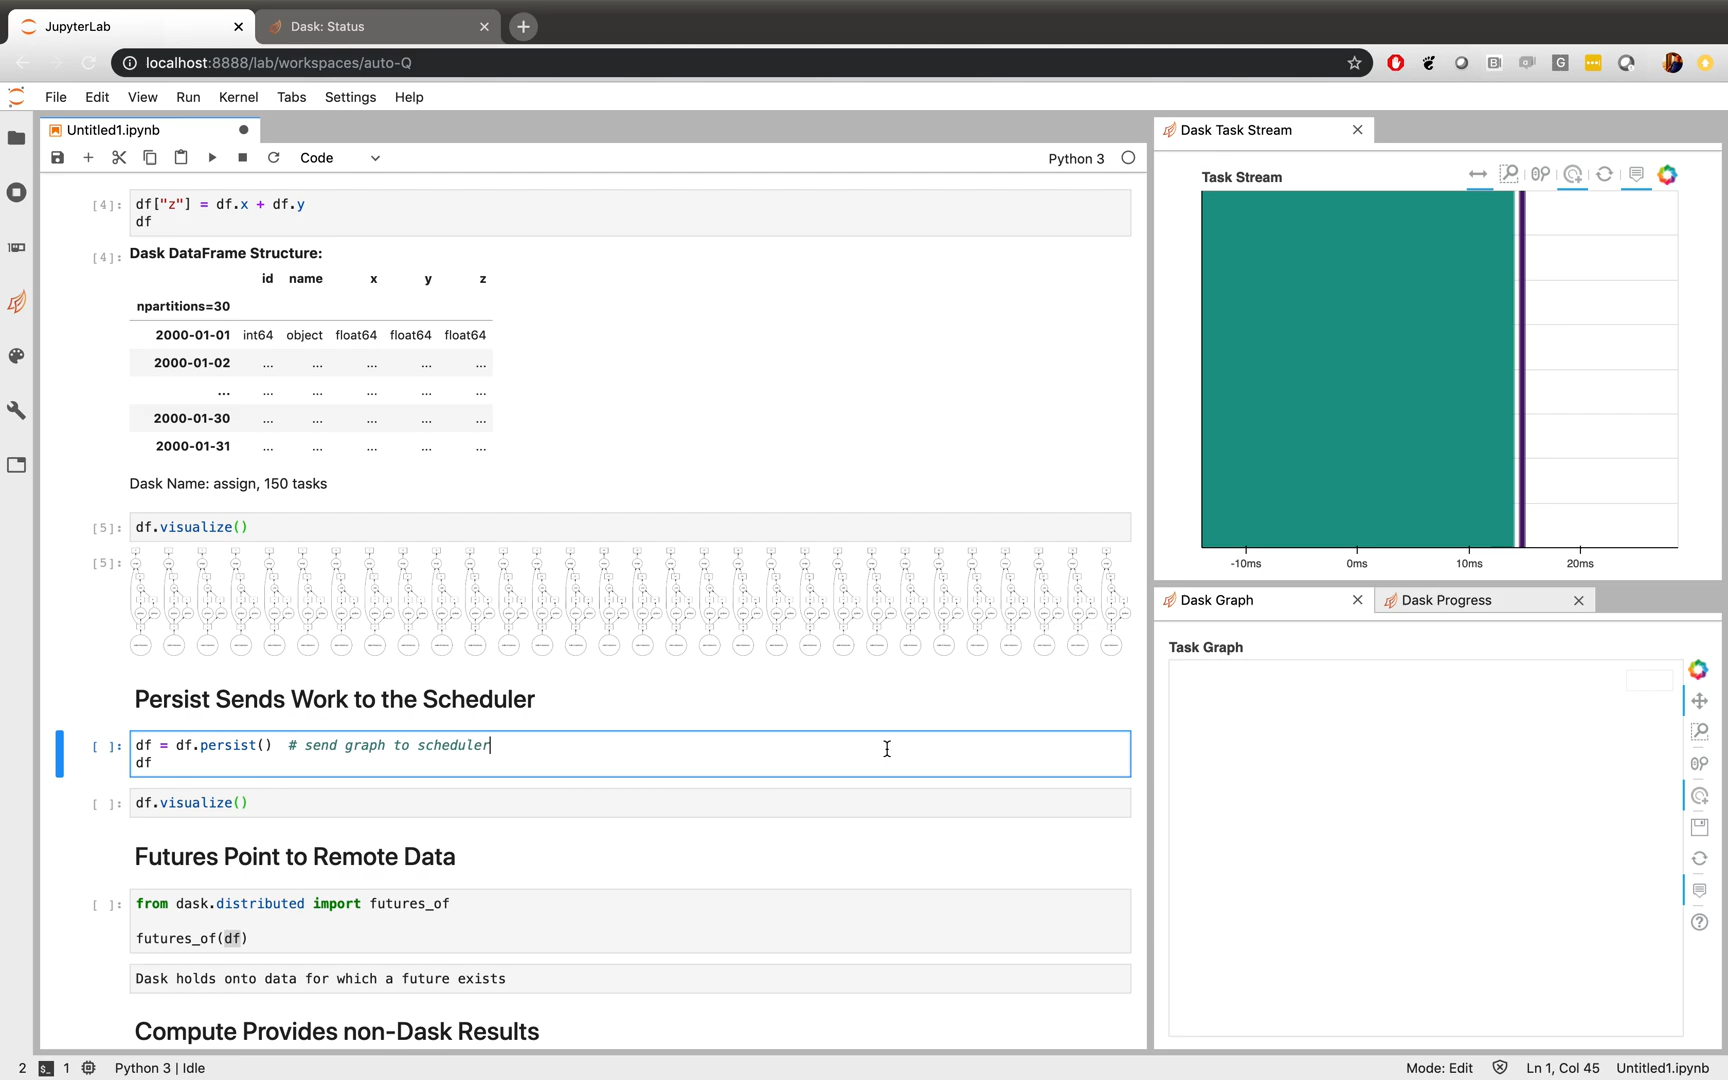 JupyterLab
Dask: Status
localhost:8888/lab/workspaces/auto-Q
File Edit View Run Kernel Tabs Settings Help
Untitled1.ipynb
Code
Python 3
[4]: df["z"] = df.x + df.y
df
[4]: Dask DataFrame Structure:
id name x y z
npartitions=30
2000-01-01 int64 object float64 float64 float64
2000-01-02 ... ... ... ... ...
... ... ... ... ... ...
2000-01-30 ... ... ... ... ...
2000-01-31 ... ... ... ... ...
Dask Name: assign, 150 tasks
[5]: df.visualize()
[5]:
Persist Sends Work to the Scheduler
[ ]: df = df.persist()  # send graph to scheduler
df
[ ]: df.visualize()
Futures Point to Remote Data
[ ]: from dask.distributed import futures_of
futures_of(df)
Dask holds onto data for which a future exists
Compute Provides non-Dask Results
Dask Task Stream
Task Stream
-10ms 0ms 10ms 20ms
Dask Graph
Dask Progress
Task Graph
2 $_ 1 Python 3 | Idle
Mode: Edit Ln 1, Col 45 Untitled1.ipynb